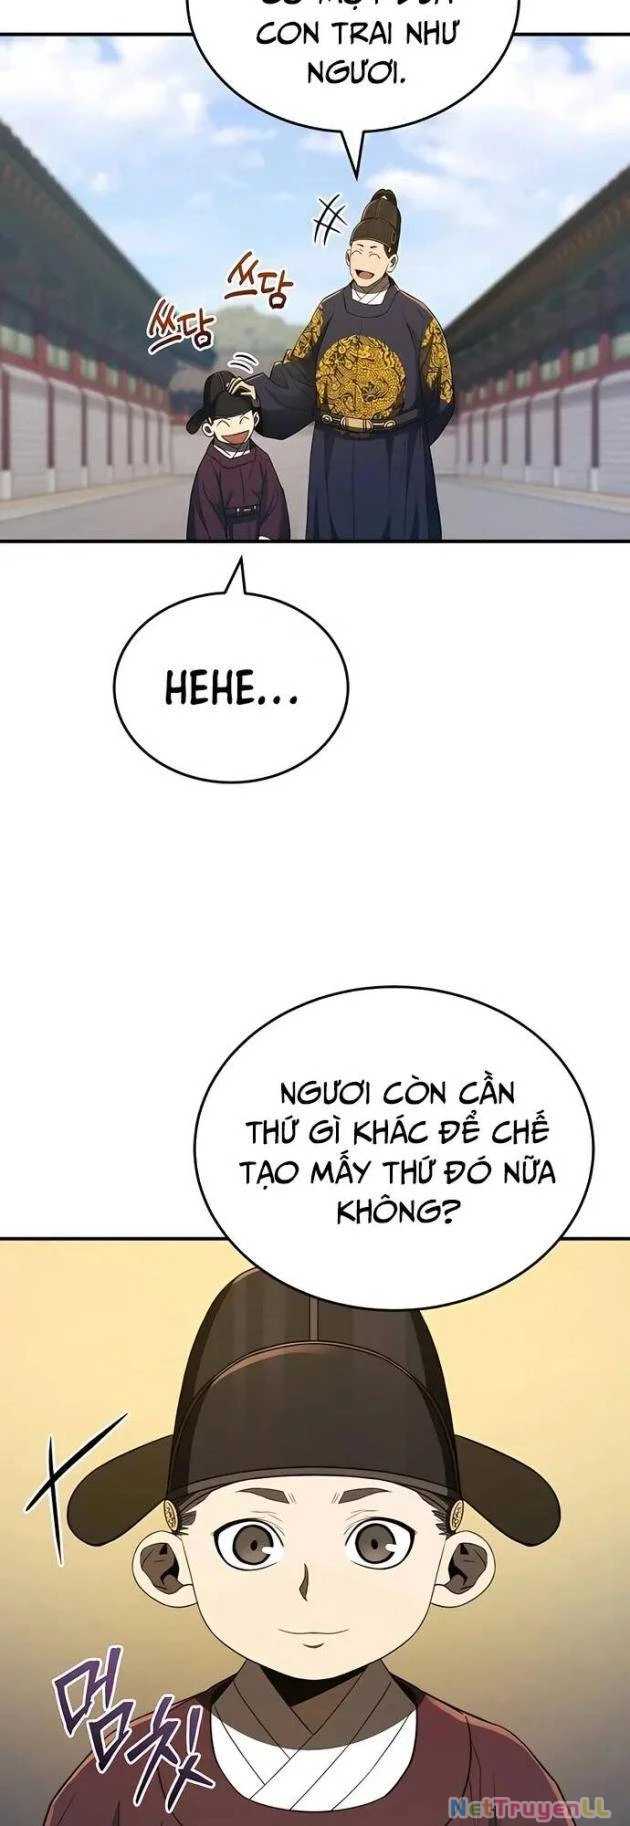 CON TRAI NHƯ
NGƯƠI.
쓰담
쓰담
HEHE...
NGƯƠI CÒN CẦN
THỨ GÌ KHÁC ĐỂ CHẾ
TẠO MẤY THỨ ĐÓ NỮA
KHÔNG?
멈칫
NetTruyenLL